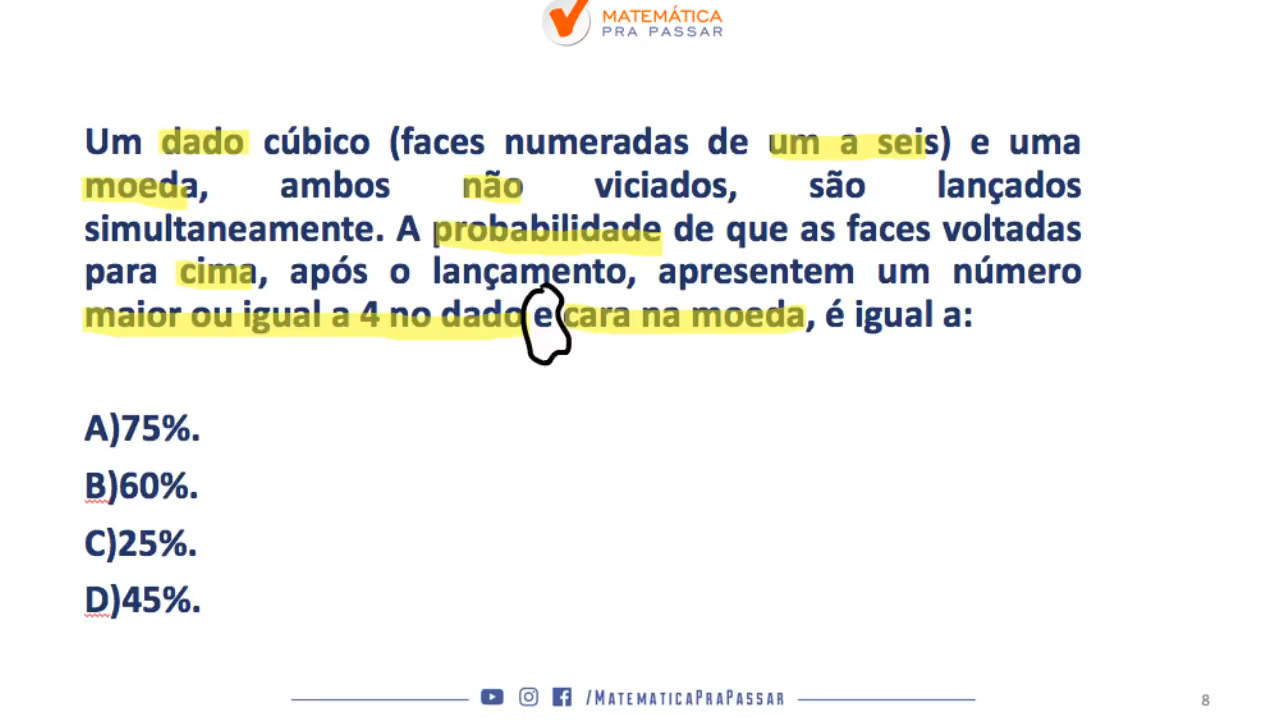 MATEMÁTICA
PRA PASSAR
Um dado cúbico (faces numeradas de um a seis) e uma
moeda, ambos não viciados, são lançados
simultaneamente. A probabilidade de que as faces voltadas
para cima, após o lançamento, apresentem um número
maior ou igual a 4 no dado e cara na moeda, é igual a:
A)75%.
B)60%.
C)25%.
D)45%.
/MATEMATICAPRAPASSAR
8